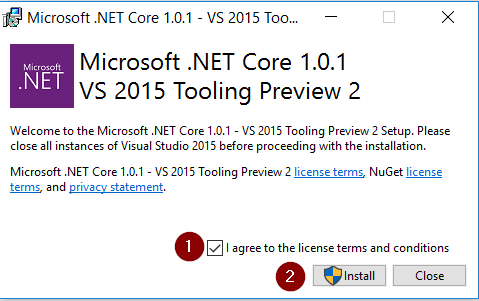 Microsoft .NET Core 1.0.1 - VS 2015 Too...
Microsoft
.NET
Microsoft .NET Core 1.0.1
VS 2015 Tooling Preview 2
Welcome to the Microsoft .NET Core 1.0.1 - VS 2015 Tooling Preview 2 Setup. Please
close all instances of Visual Studio 2015 before proceeding with the installation.
Microsoft .NET Core 1.0.1 - VS 2015 Tooling Preview 2 license terms, NuGet license
terms, and privacy statement.
1 I agree to the license terms and conditions
2 Install Close